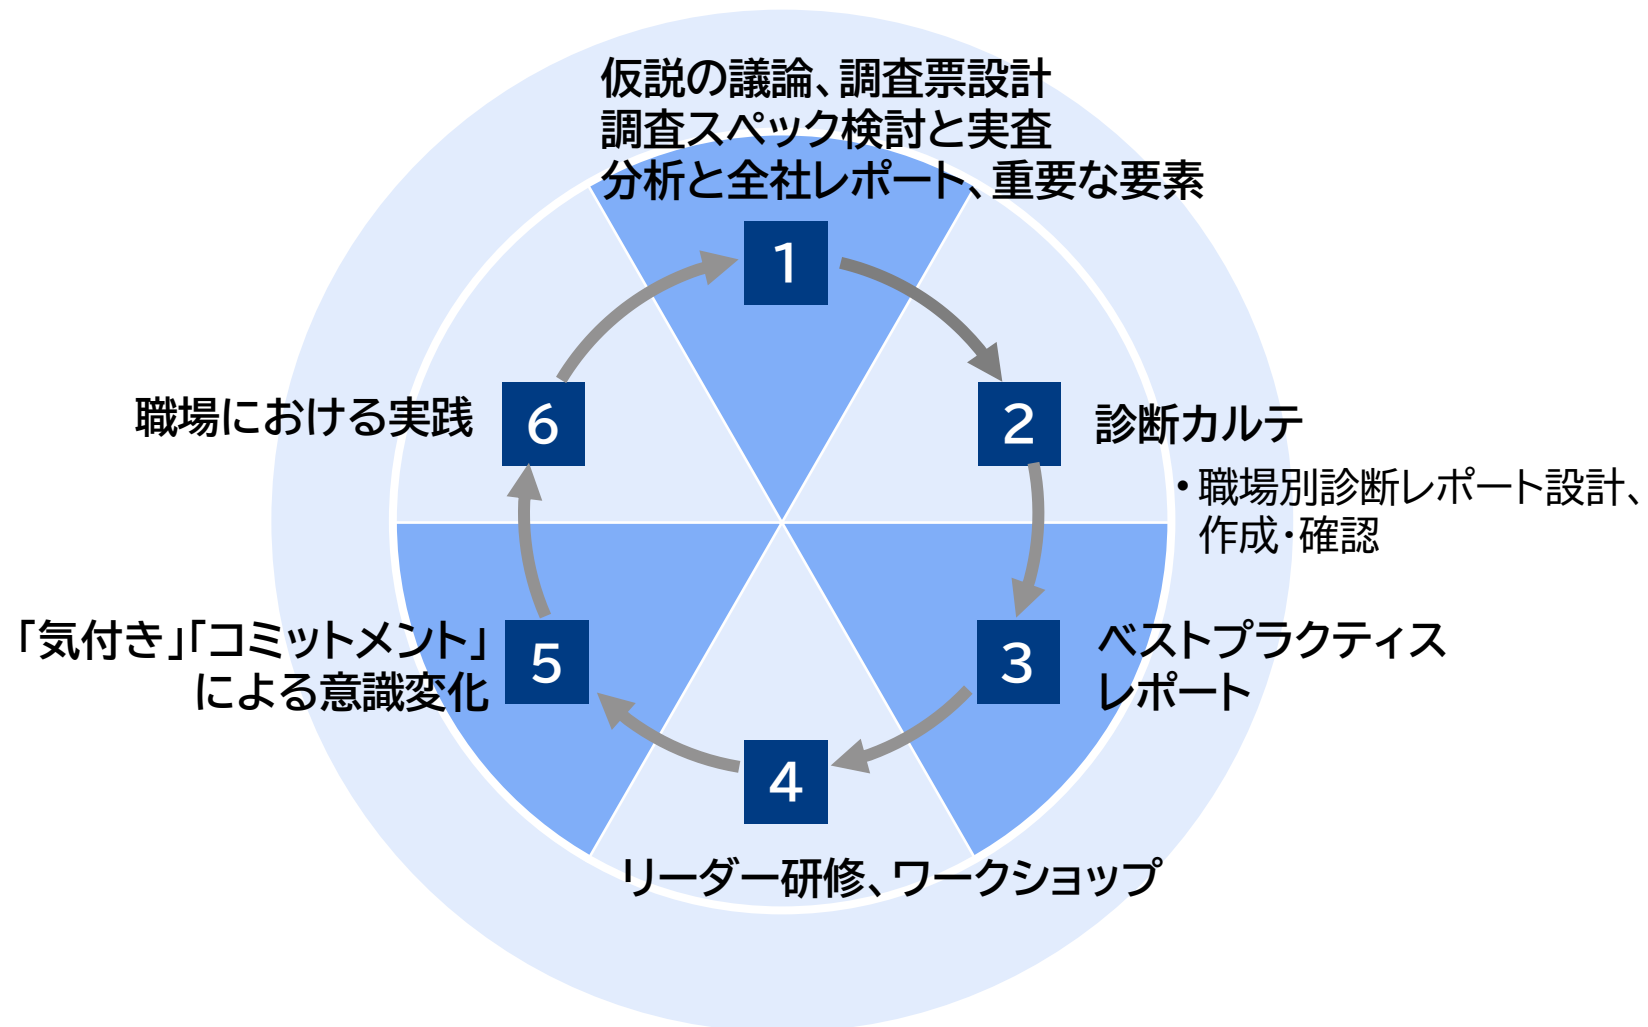 仮説の議論、調査票設計
調査スペック検討と実査
分析と全社レポート、重要な要素
1
2
診断カルテ
・職場別診断レポート設計、
作成・確認
3
ベストプラクティス
レポート
4
リーダー研修、ワークショップ
5
「気付き」「コミットメント」
による意識変化
6
職場における実践